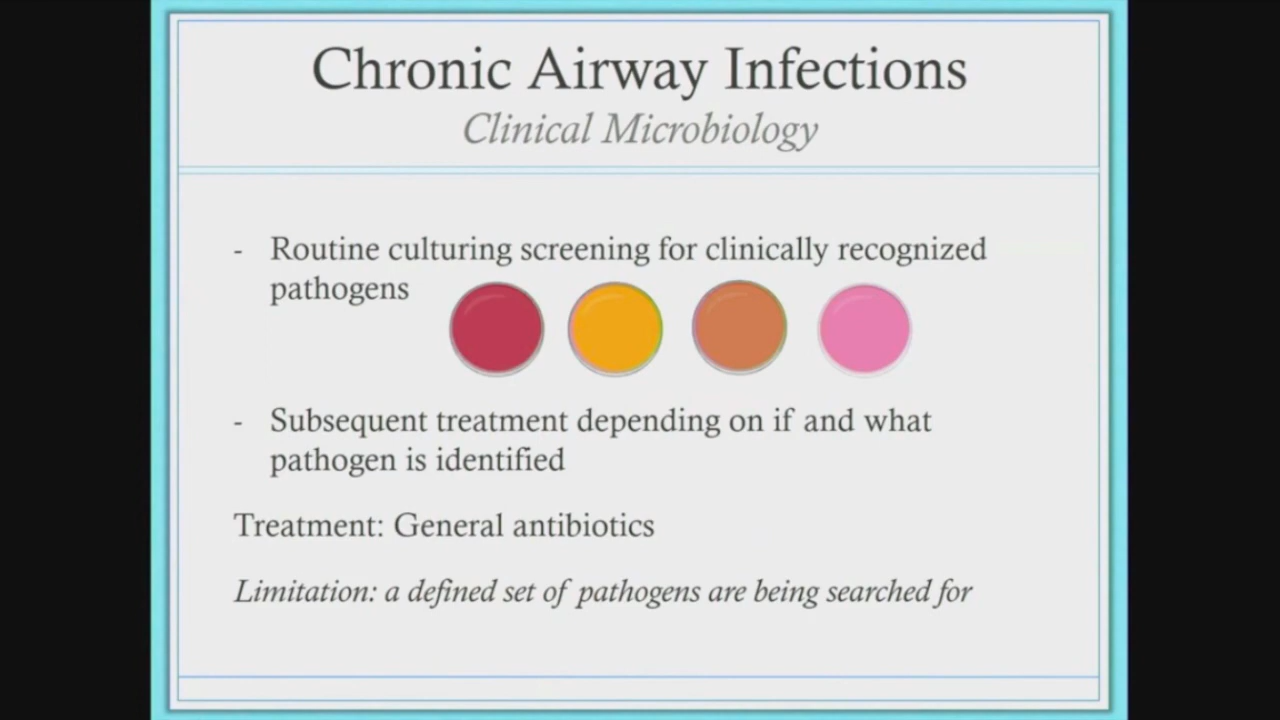 Chronic Airway Infections
Clinical Microbiology
- Routine culturing screening for clinically recognized
pathogens
- Subsequent treatment depending on if and what
pathogen is identified
Treatment: General antibiotics
Limitation: a defined set of pathogens are being searched for